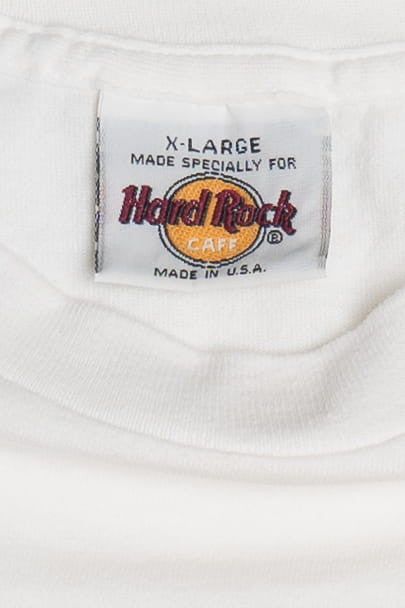 X-LARGE
MADE SPECIALLY FOR
Hard Rock
CAFE ®
MADE IN U.S.A.